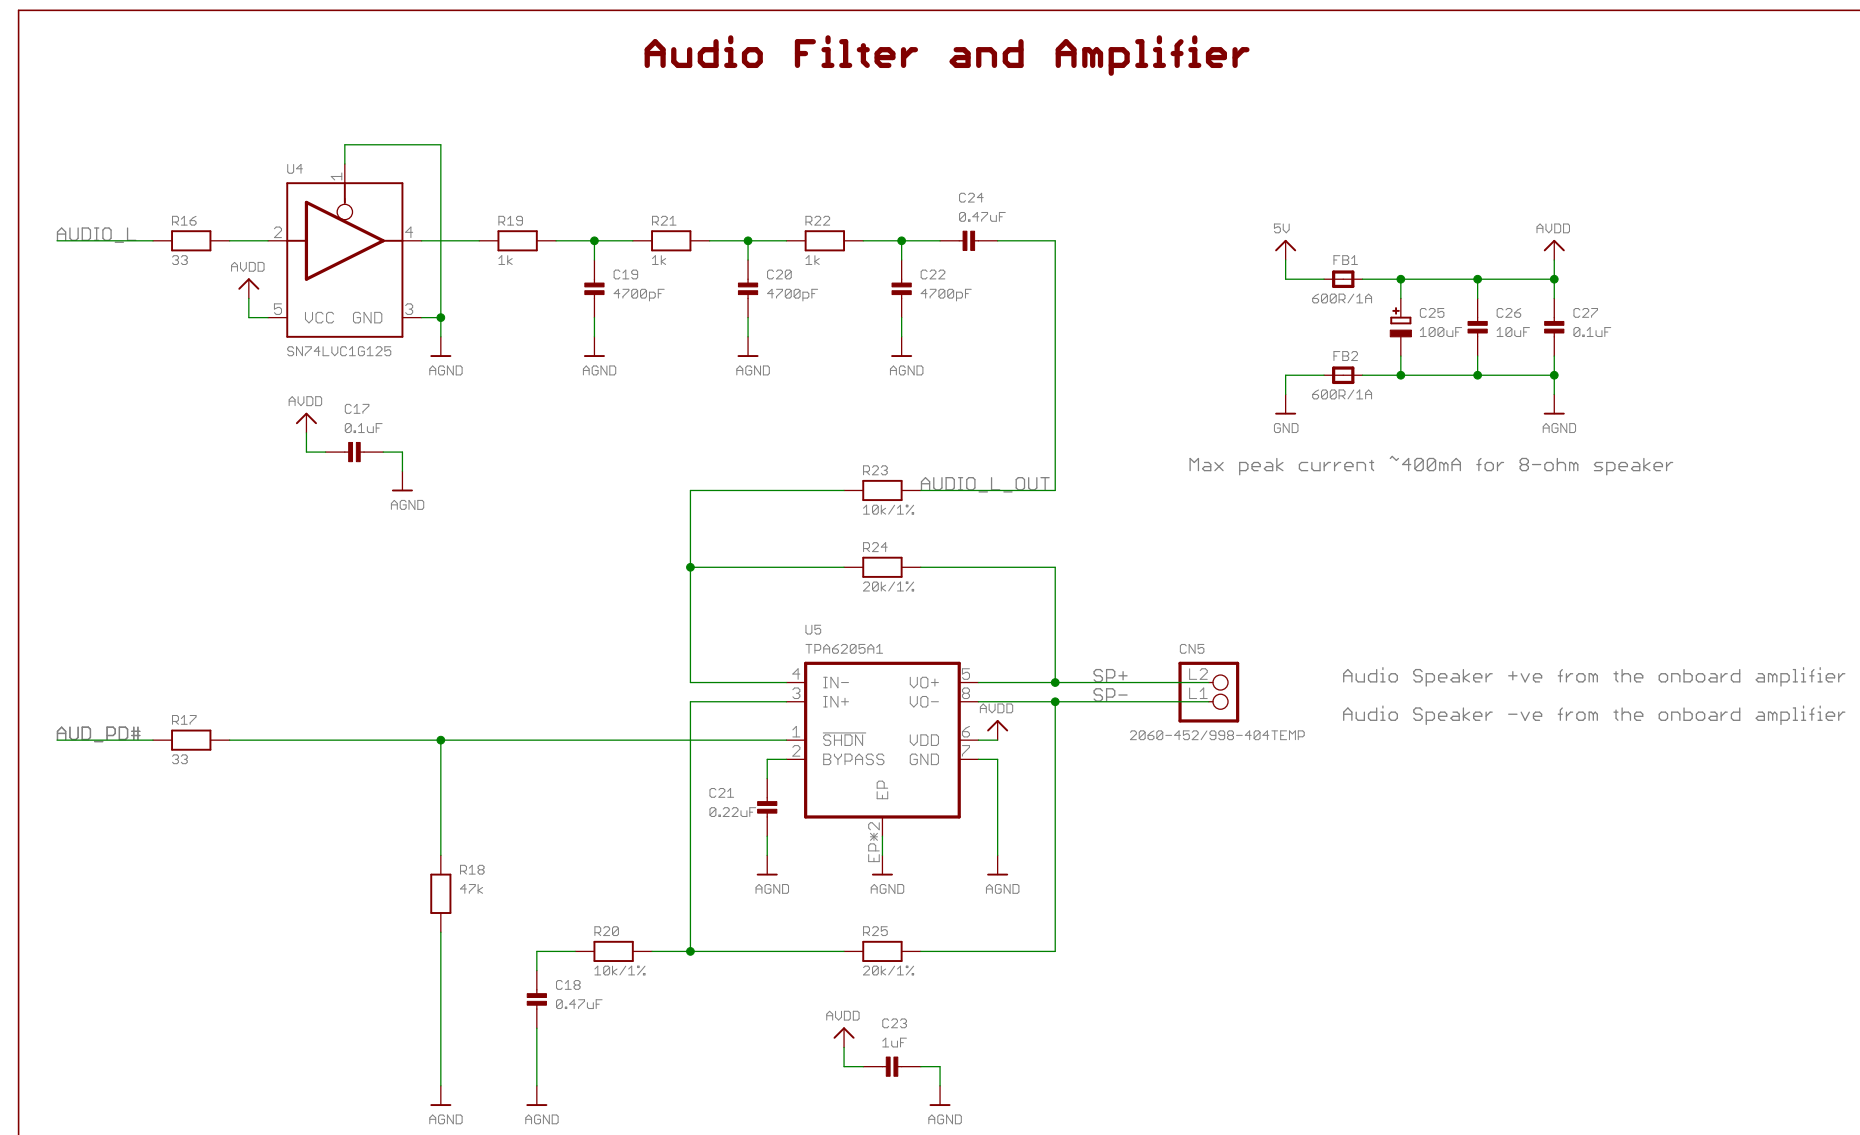 Audio Filter and Amplifier
U4
1
AUDIO_L
R16
33
2
4
AVDD
5
VCC GND
3
SN74LVC1G125
AGND
R19
1k
C19
4700pF
AGND
R21
1k
C20
4700pF
AGND
R22
1k
C22
4700pF
AGND
C24
0.47uF
5V
AVDD
FB1
600R/1A
C25
100uF
C26
10uF
C27
0.1uF
FB2
600R/1A
GND
AGND
Max peak current ~400mA for 8-ohm speaker
AVDD
C17
0.1uF
AGND
R23
AUDIO_L_OUT
10k/1%
R24
20k/1%
U5
TPA6205A1
4
IN-
VO+
5
3
IN+
VO-
8
1
SHDN
VDD
6
2
BYPASS
GND
7
EP
EP*2
AVDD
SP+
SP-
CN5
L2
L1
2060-452/998-404TEMP
Audio Speaker +ve from the onboard amplifier
Audio Speaker -ve from the onboard amplifier
AUD_PD#
R17
33
C21
0.22uF
AGND
AGND
AGND
R18
47k
AGND
R20
10k/1%
R25
20k/1%
C18
0.47uF
AGND
AVDD
C23
1uF
AGND